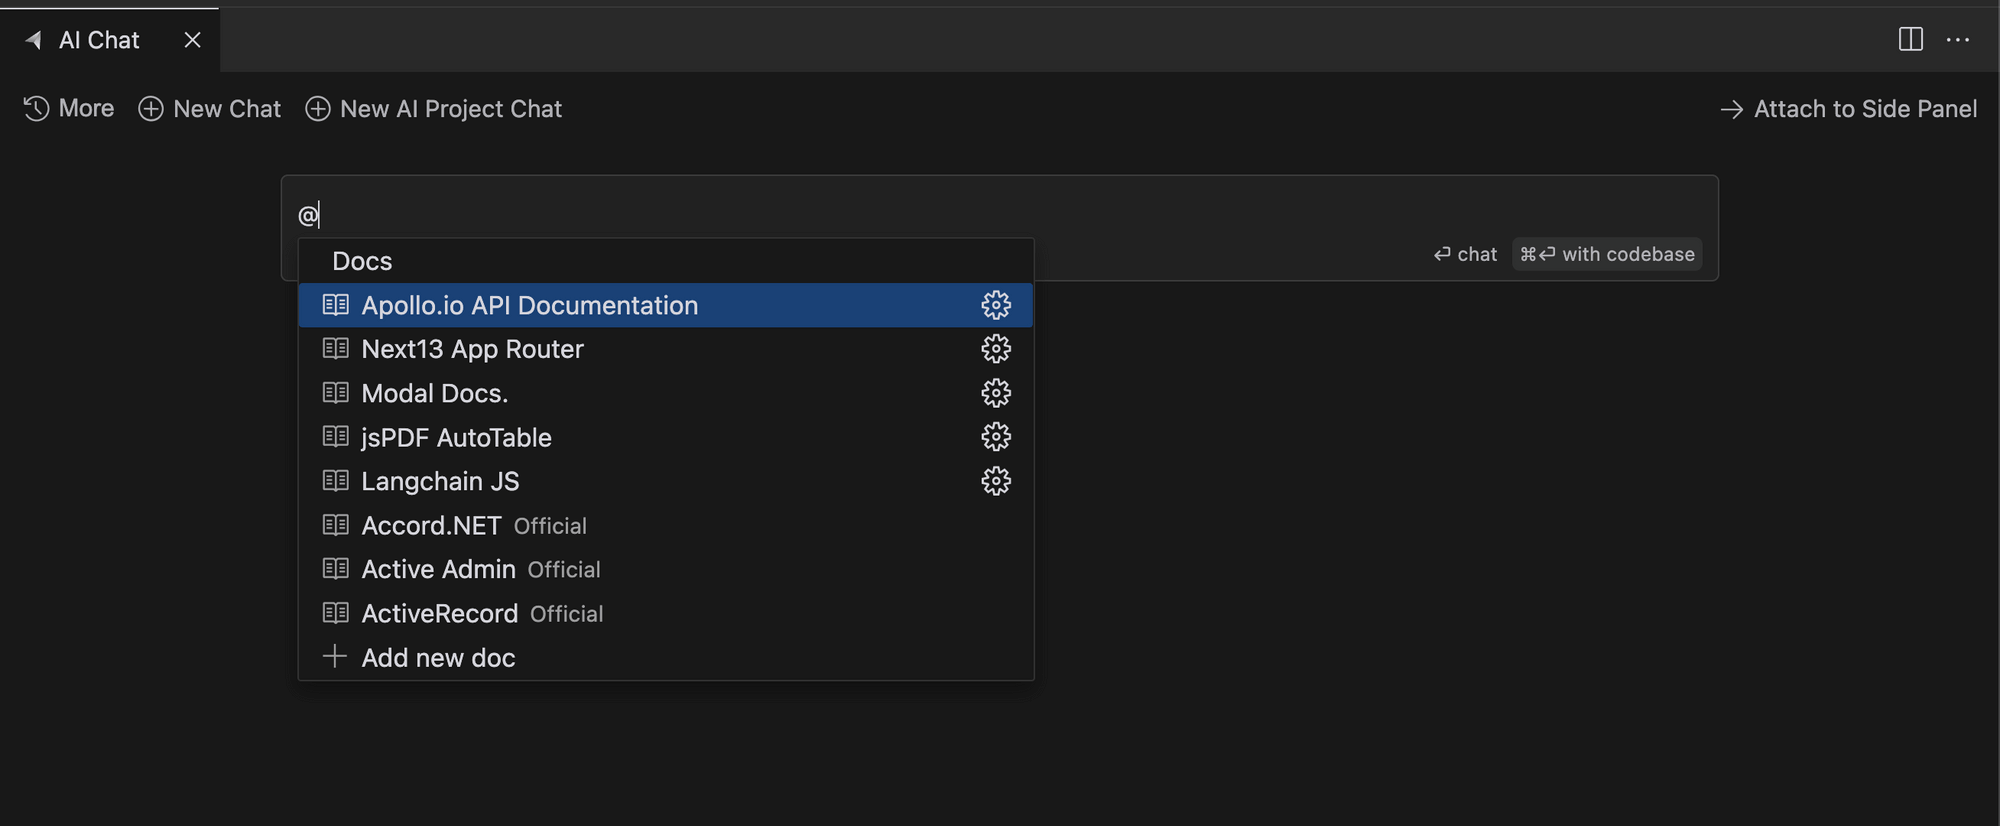 AI Chat
More New Chat New AI Project Chat Attach to Side Panel
@
chat ⌘ with codebase
Docs
Apollo.io API Documentation
Next13 App Router
Modal Docs.
jsPDF AutoTable
Langchain JS
Accord.NET Official
Active Admin Official
ActiveRecord Official
Add new doc